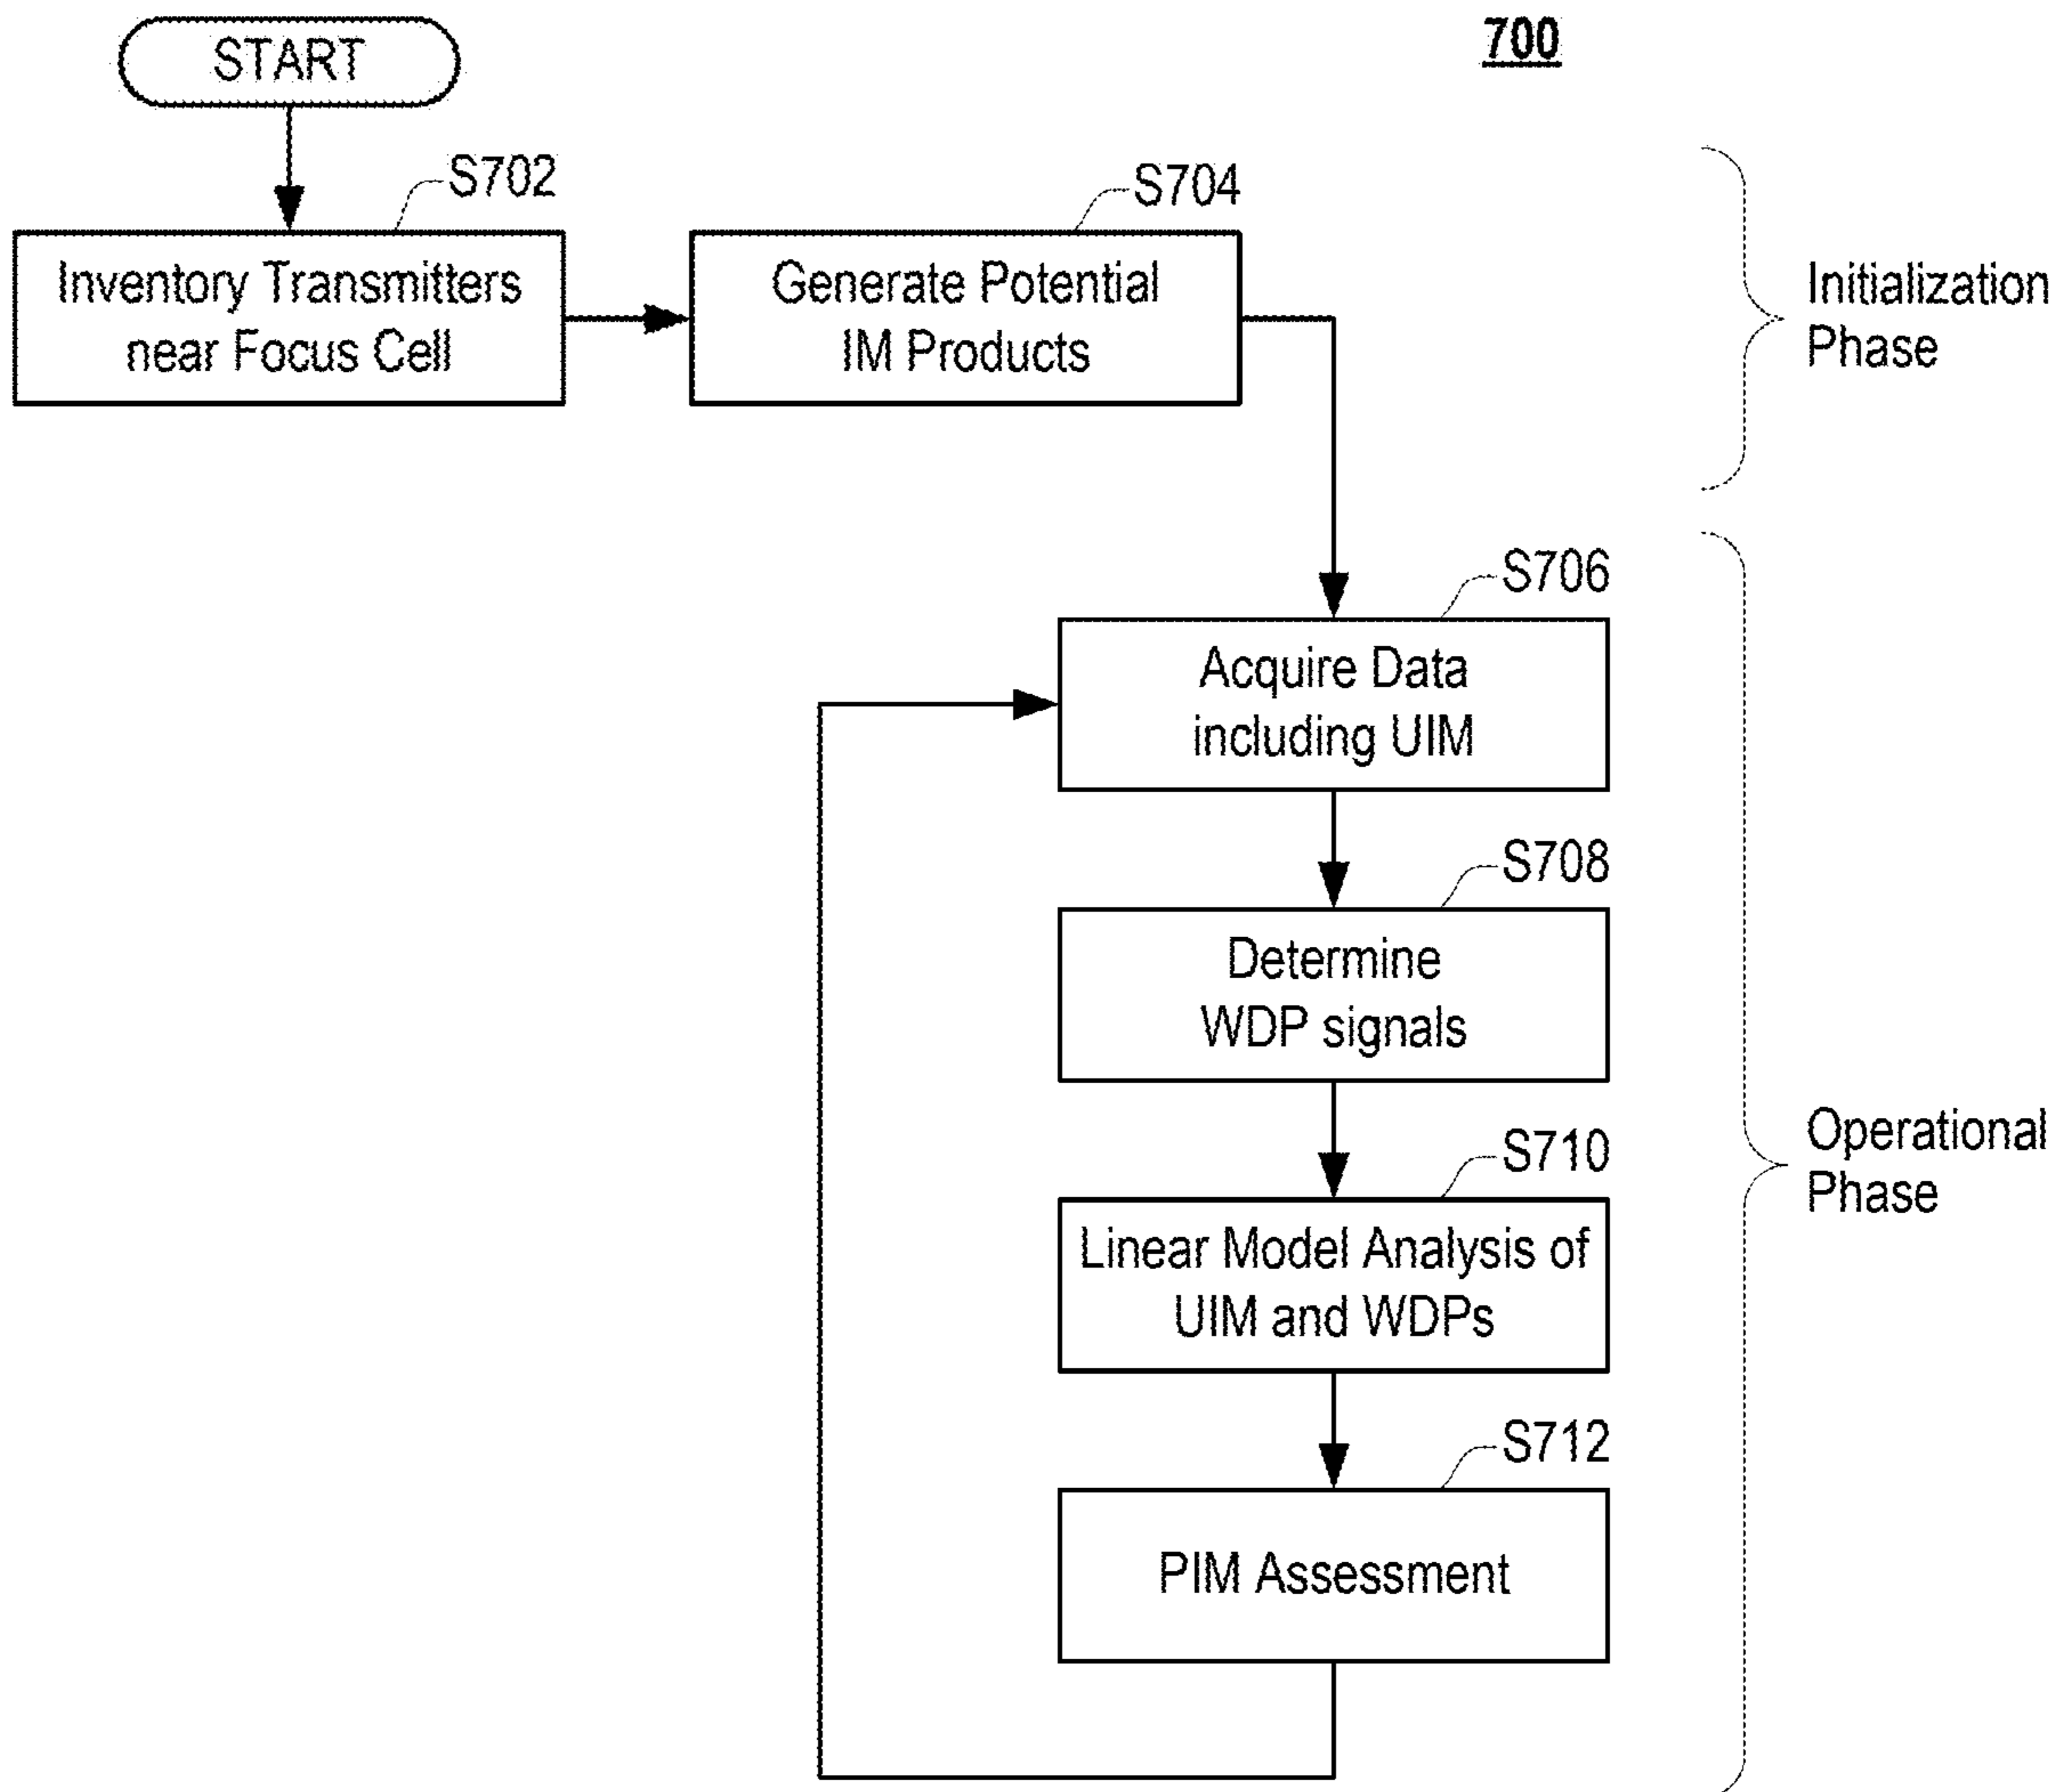 700
START
S702
Inventory Transmitters
near Focus Cell
S704
Generate Potential
IM Products
Initialization
Phase
S706
Acquire Data
including UIM
S708
Determine
WDP signals
S710
Linear Model Analysis of
UIM and WDPs
Operational
Phase
S712
PIM Assessment